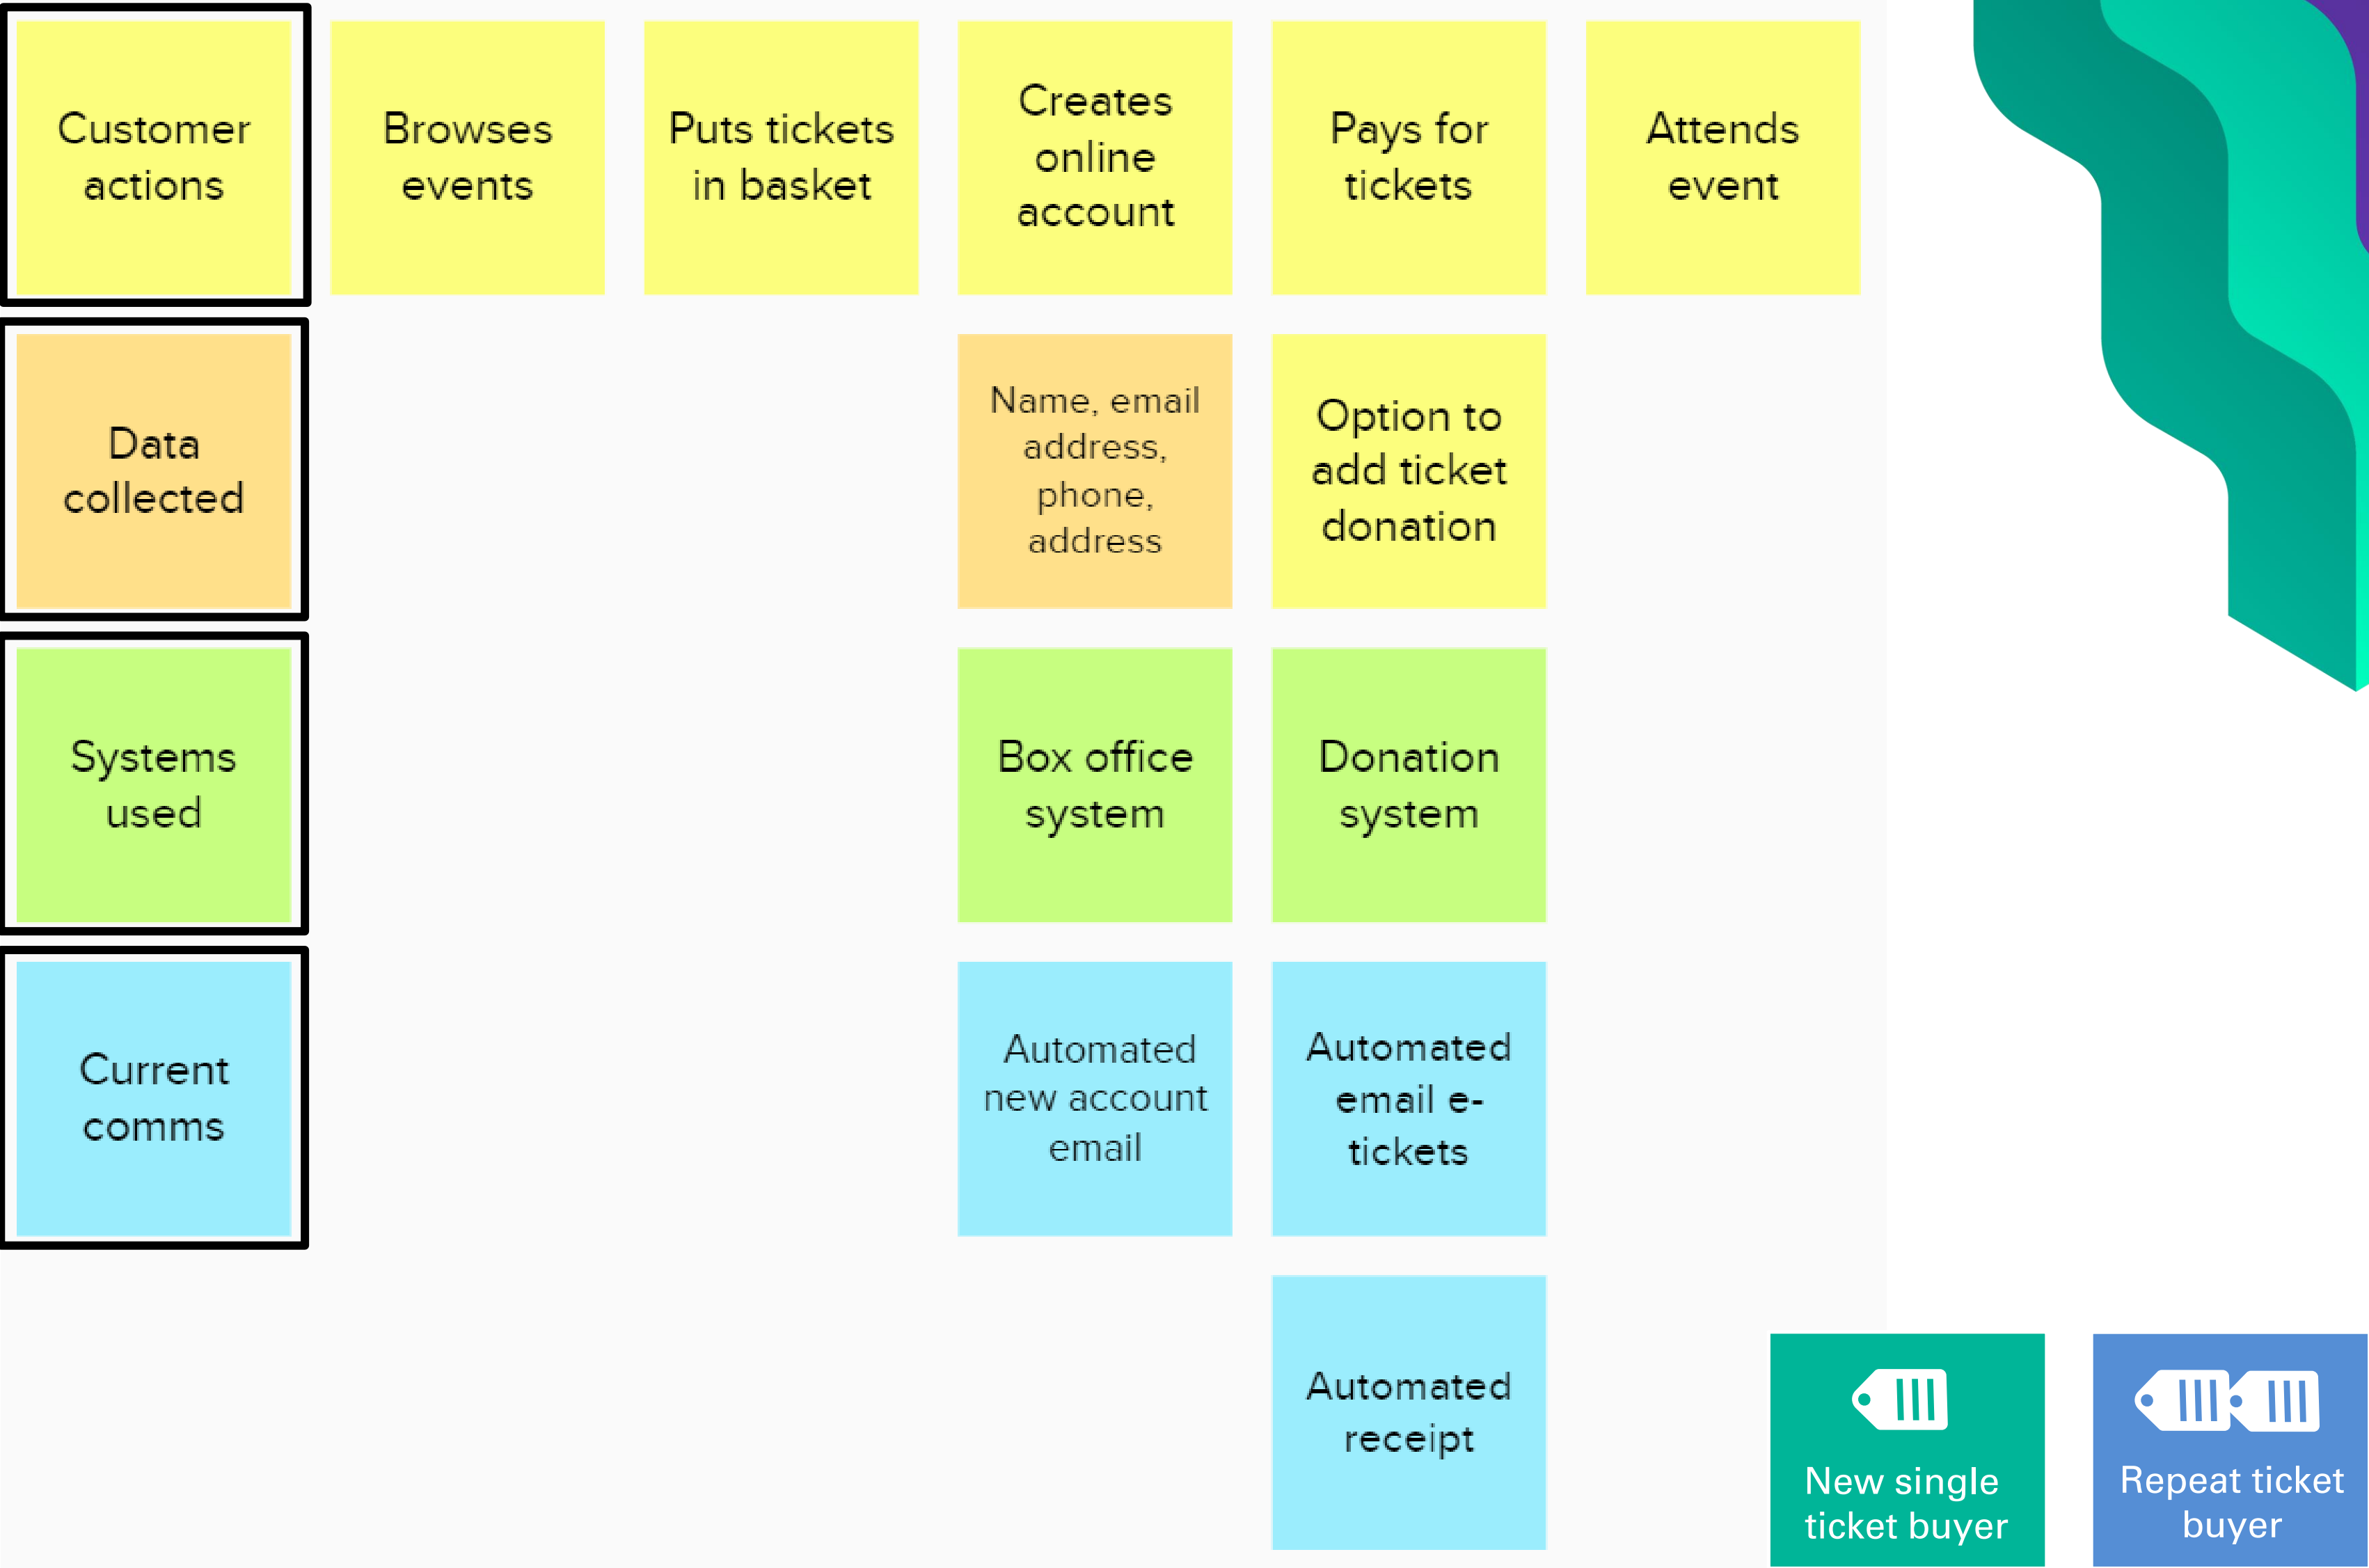 Customer
actions
Browses
events
Puts tickets
in basket
Creates
online
account
Pays for
tickets
Attends
event
Data
collected
Name, email
address,
phone,
address
Option to
add ticket
donation
Systems
used
Box office
system
Donation
system
Current
comms
Automated
new account
email
Automated
email e-
tickets
Automated
receipt
New single
ticket buyer
Repeat ticket
buyer